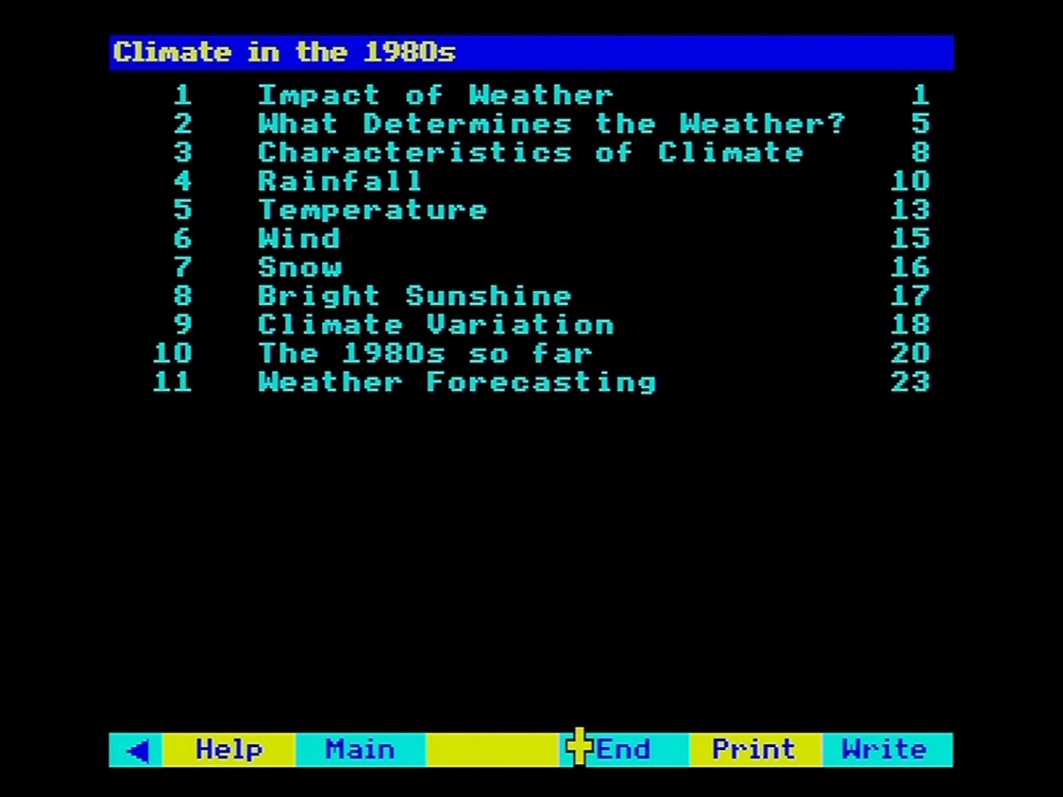 Climate in the 1980s
1 Impact of Weather 1
2 What Determines the Weather? 5
3 Characteristics of Climate 8
4 Rainfall 10
5 Temperature 13
6 Wind 15
7 Snow 16
8 Bright Sunshine 17
9 Climate Variation 18
10 The 1980s so far 20
11 Weather Forecasting 23
Help Main End Print Write